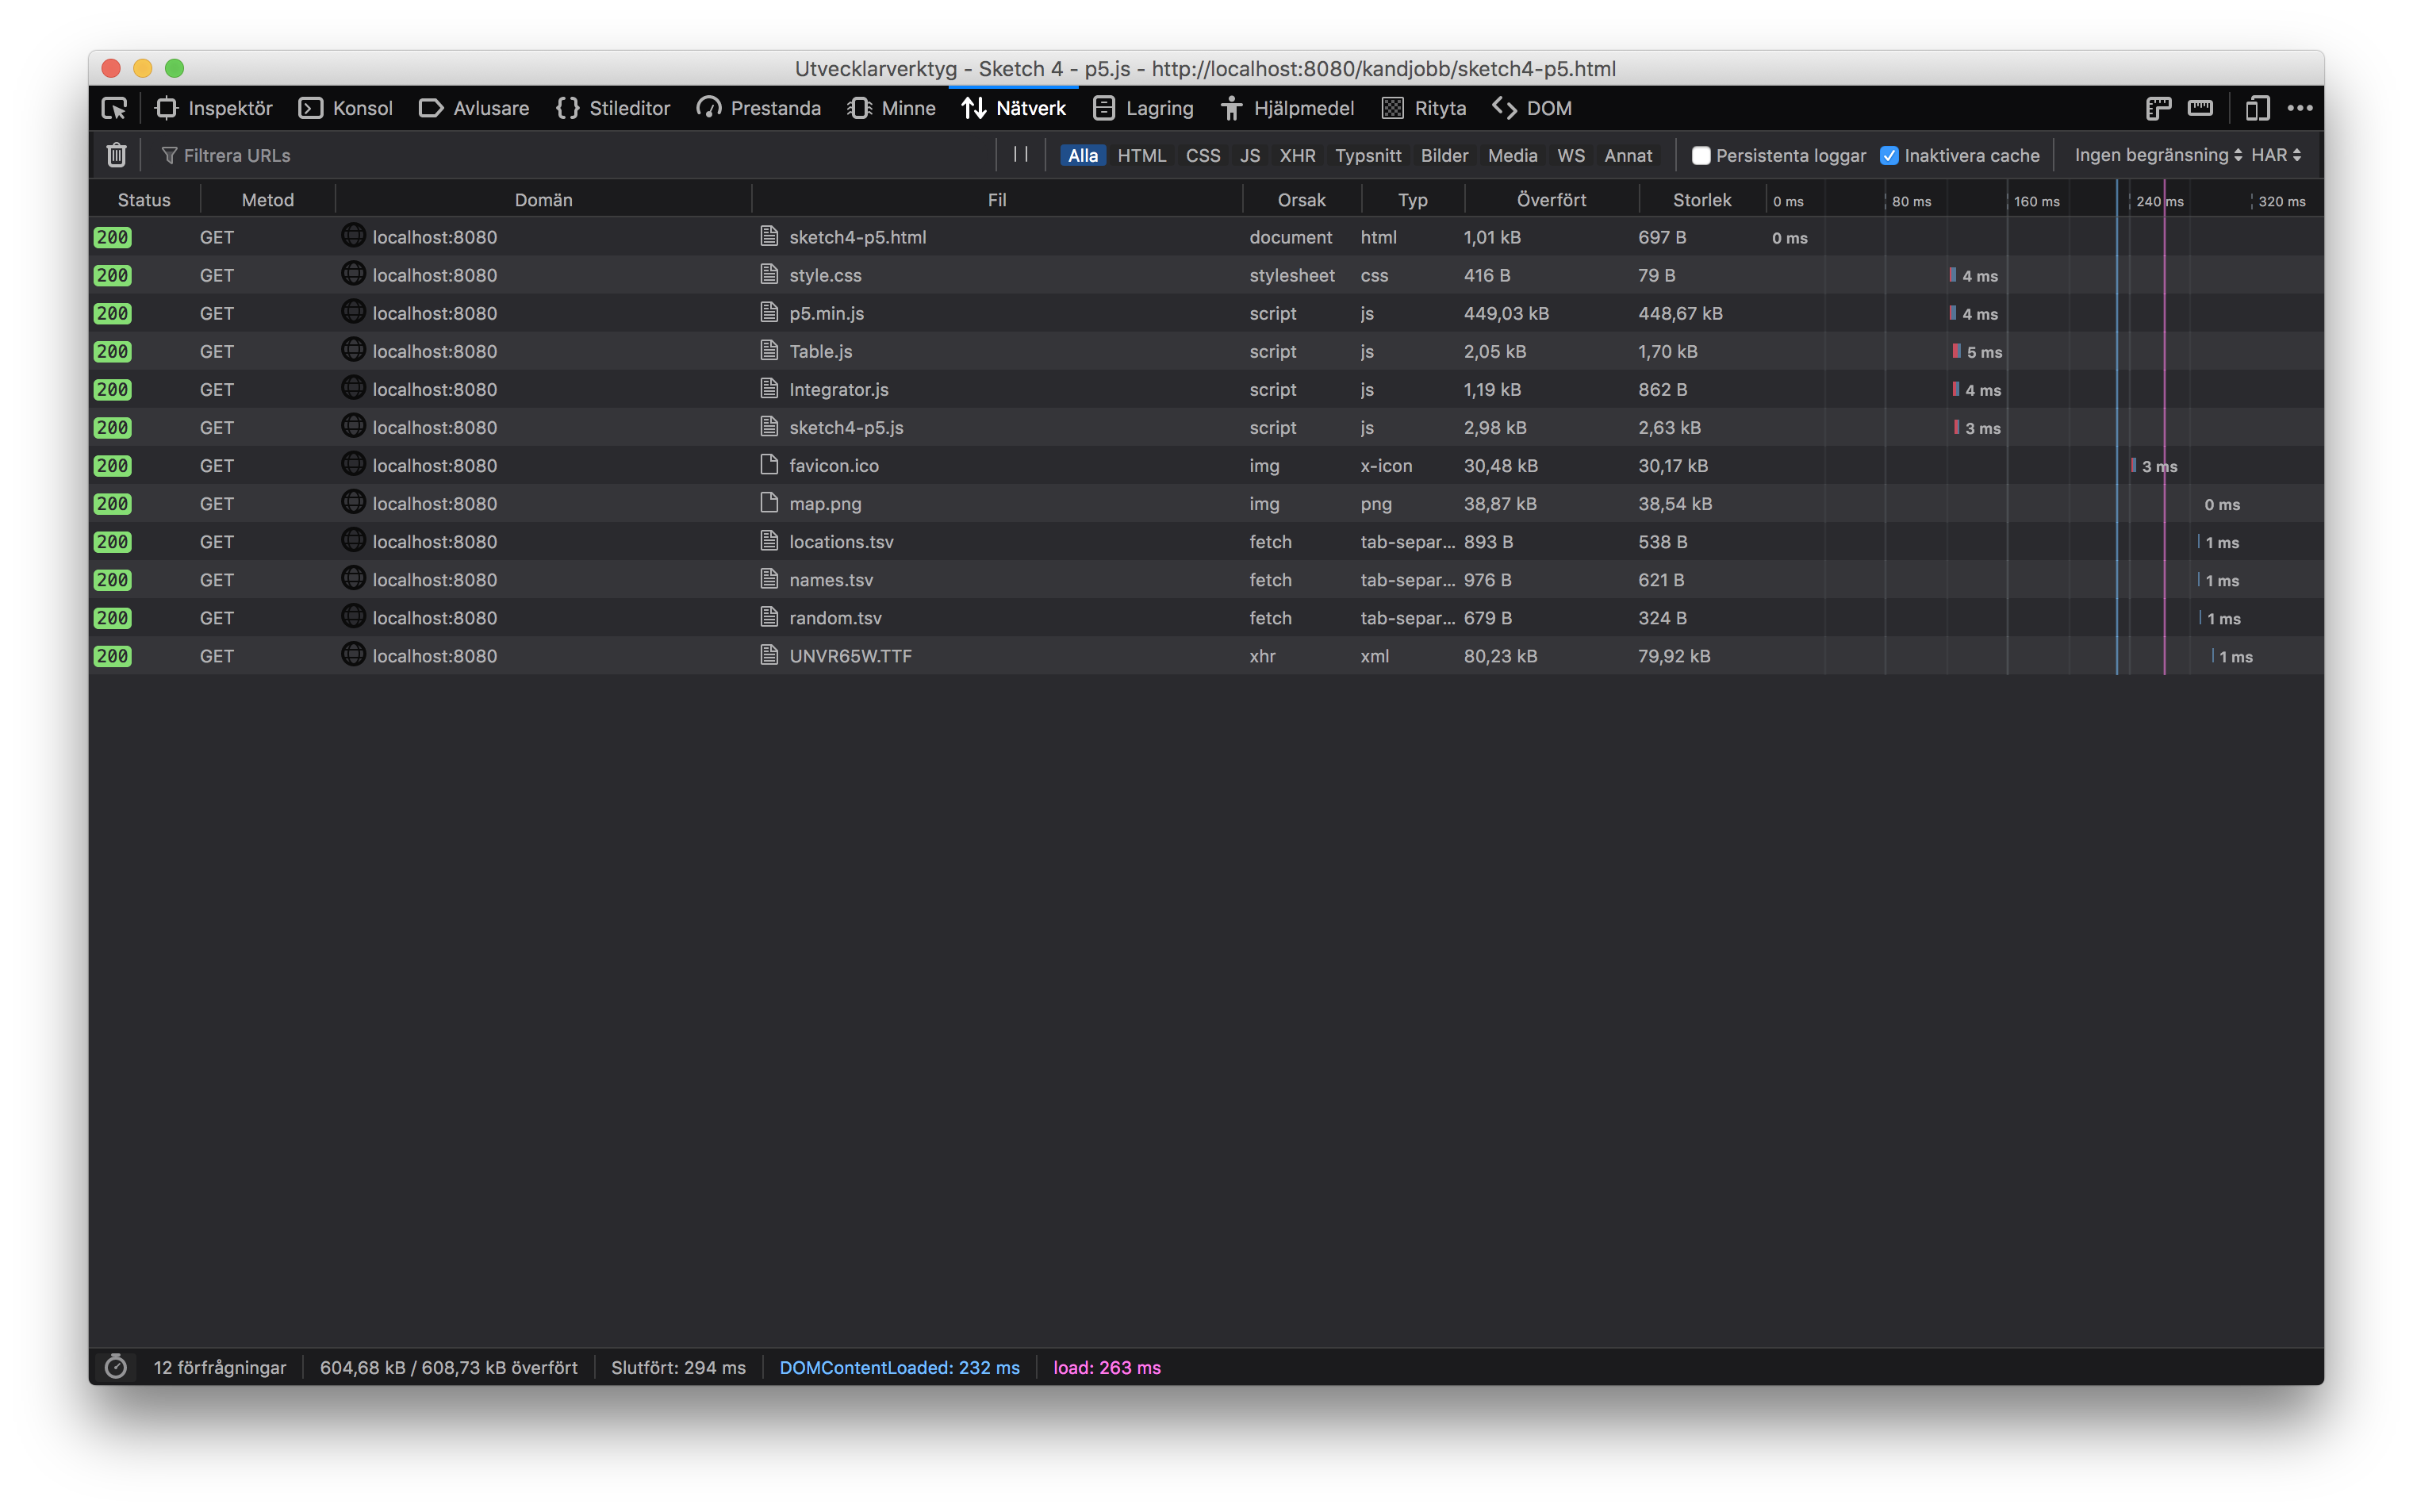 Utvecklarverktyg - Sketch 4 - p5.js - http://localhost:8080/kandjobb/sketch4-p5.html
Inspektör Konsol Avlusare Stileditor Prestanda Minne Nätverk Lagring Hjälpmedel Rityta DOM
Filtrera URLs Alla HTML CSS JS XHR Typsnitt Bilder Media WS Annat Persistenta loggar Inaktivera cache Ingen begränsning HAR
Status Metod Domän Fil Orsak Typ Överfört Storlek 0 ms 80 ms 160 ms 240 ms 320 ms
200 GET localhost:8080 sketch4-p5.html document html 1,01 kB 697 B 0 ms
200 GET localhost:8080 style.css stylesheet css 416 B 79 B 4 ms
200 GET localhost:8080 p5.min.js script js 449,03 kB 448,67 kB 4 ms
200 GET localhost:8080 Table.js script js 2,05 kB 1,70 kB 5 ms
200 GET localhost:8080 Integrator.js script js 1,19 kB 862 B 4 ms
200 GET localhost:8080 sketch4-p5.js script js 2,98 kB 2,63 kB 3 ms
200 GET localhost:8080 favicon.ico img x-icon 30,48 kB 30,17 kB 3 ms
200 GET localhost:8080 map.png img png 38,87 kB 38,54 kB 0 ms
200 GET localhost:8080 locations.tsv fetch tab-separ... 893 B 538 B 1 ms
200 GET localhost:8080 names.tsv fetch tab-separ... 976 B 621 B 1 ms
200 GET localhost:8080 random.tsv fetch tab-separ... 679 B 324 B 1 ms
200 GET localhost:8080 UNVR65W.TTF xhr xml 80,23 kB 79,92 kB 1 ms
12 förfrågningar 604,68 kB / 608,73 kB överfört Slutfört: 294 ms DOMContentLoaded: 232 ms load: 263 ms